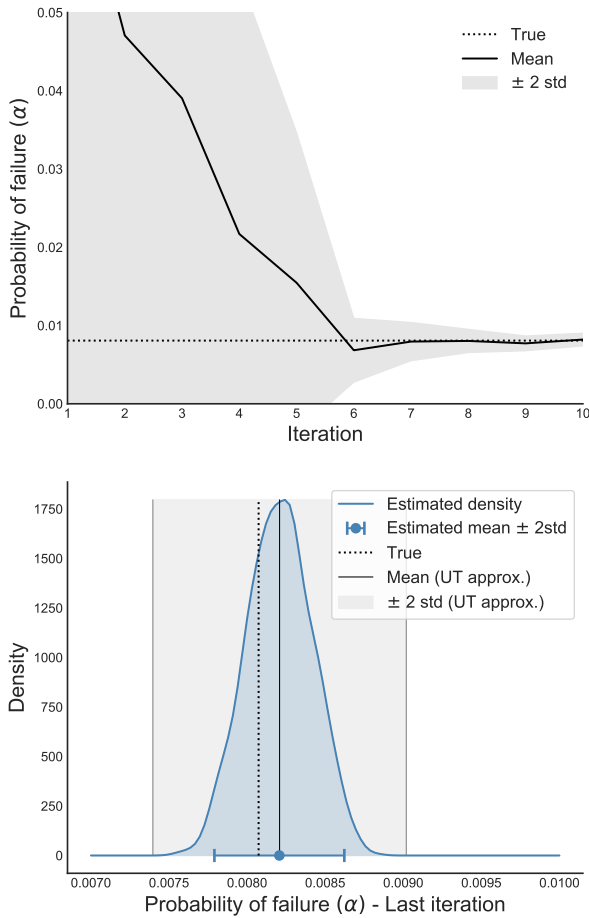 0.05
0.04
0.03
0.02
0.01
0.00
Probability of failure (α)
True
Mean
± 2 std
1 2 3 4 5 6 7 8 9 10
Iteration
1750
1500
1250
1000
750
500
250
0
Density
Estimated density
Estimated mean ± 2std
True
Mean (UT approx.)
± 2 std (UT approx.)
0.0070 0.0075 0.0080 0.0085 0.0090 0.0095 0.0100
Probability of failure (α) - Last iteration